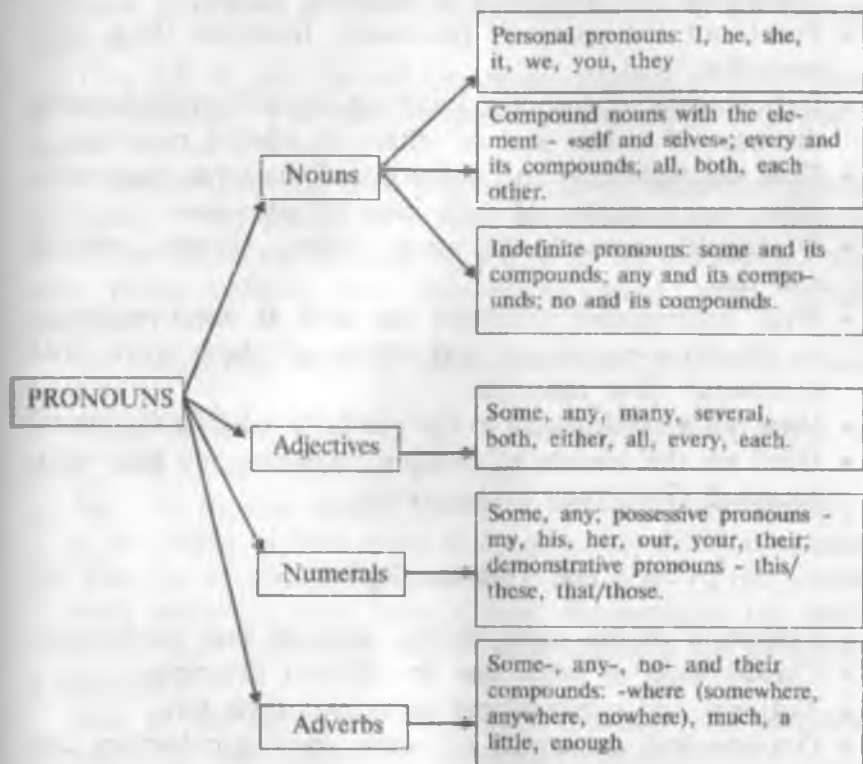 PRONOUNS
Nouns
Personal pronouns: I, he, she,
it, we, you, they
Compound nouns with the ele-
ment - «self and selves»; every and
its compounds; all, both, each
other.
Indefinite pronouns: some and its
compounds; any and its compo-
unds; no and its compounds.
Adjectives
Some, any, many, several,
both, either, all, every, each.
Numerals
Some, any; possessive pronouns -
my, his, her, our, your, their;
demonstrative pronouns - this/
these, that/those.
Adverbs
Some-, any-, no- and their
compounds: -where (somewhere,
anywhere, nowhere), much, a
little, enough